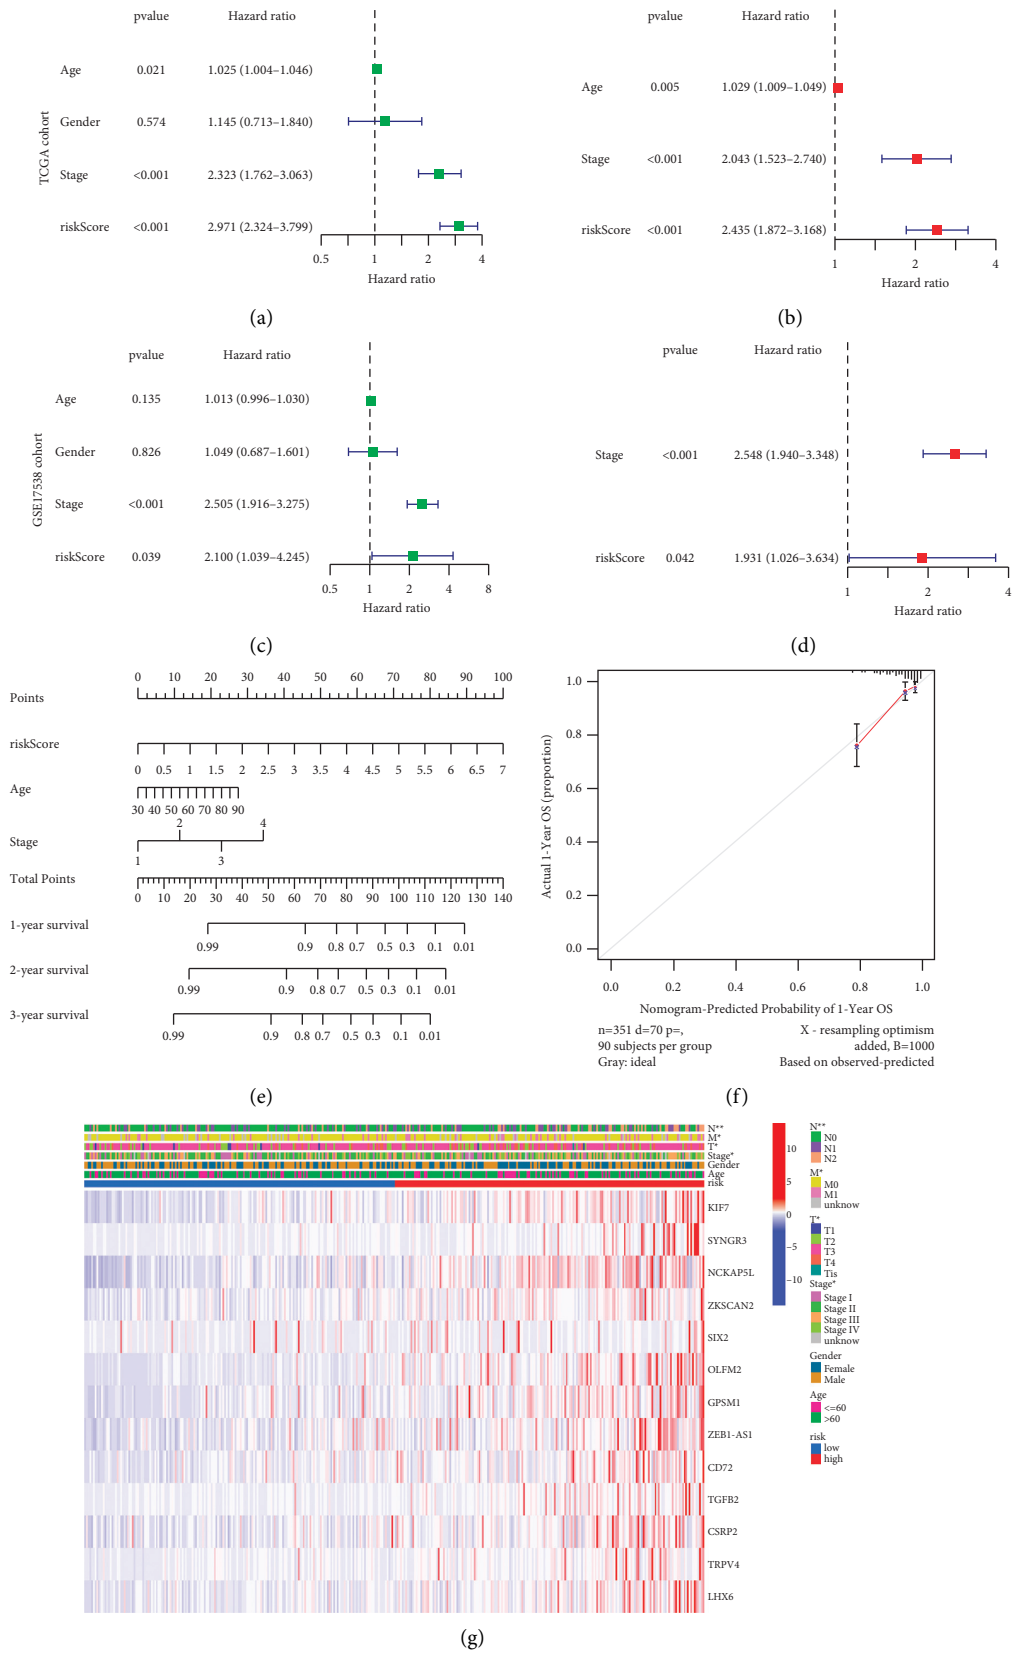 pvalue Hazard ratio
TCGA cohort
Age 0.021 1.025 (1.004–1.046)
Gender 0.574 1.145 (0.713–1.840)
Stage <0.001 2.323 (1.762–3.063)
riskScore <0.001 2.971 (2.324–3.799)
0.5 1 2 4
Hazard ratio
(a)
pvalue Hazard ratio
Age 0.005 1.029 (1.009–1.049)
Stage <0.001 2.043 (1.523–2.740)
riskScore <0.001 2.435 (1.872–3.168)
1 2 4
Hazard ratio
(b)
pvalue Hazard ratio
GSE17538 cohort
Age 0.135 1.013 (0.996–1.030)
Gender 0.826 1.049 (0.687–1.601)
Stage <0.001 2.505 (1.916–3.275)
riskScore 0.039 2.100 (1.039–4.245)
0.5 1 2 4 8
Hazard ratio
(c)
pvalue Hazard ratio
Stage <0.001 2.548 (1.940–3.348)
riskScore 0.042 1.931 (1.026–3.634)
1 2 4
Hazard ratio
(d)
0 10 20 30 40 50 60 70 80 90 100
Points
riskScore
0 0.5 1 1.5 2 2.5 3 3.5 4 4.5 5 5.5 6 6.5 7
Age
30 40 50 60 70 80 90
2 4
Stage
1 3
Total Points
0 10 20 30 40 50 60 70 80 90 100 110 120 130 140
1-year survival
0.99 0.9 0.8 0.7 0.5 0.3 0.1 0.01
2-year survival
0.99 0.9 0.8 0.7 0.5 0.3 0.1 0.01
3-year survival
0.99 0.9 0.8 0.7 0.5 0.3 0.1 0.01
(e)
Actual 1-Year OS (proportion)
1.0
0.8
0.6
0.4
0.2
0.0
0.0 0.2 0.4 0.6 0.8 1.0
Nomogram-Predicted Probability of 1-Year OS
n=351 d=70 p=, X - resampling optimism
90 subjects per group added, B=1000
Gray: ideal Based on observed-predicted
(f)
N**
M*
T*
Stage*
Gender
Age
risk
KIF7
SYNGR3
NCKAP5L
ZKSCAN2
SIX2
OLFM2
GPSM1
ZEB1-AS1
CD72
TGFB2
CSRP2
TRPV4
LHX6
10
5
0
−5
−10
N**
N0
N1
N2
M*
M0
M1
unknow
T*
T1
T2
T3
T4
Tis
Stage*
Stage I
Stage II
Stage III
Stage IV
unknow
Gender
Female
Male
Age
<=60
>60
risk
low
high
(g)